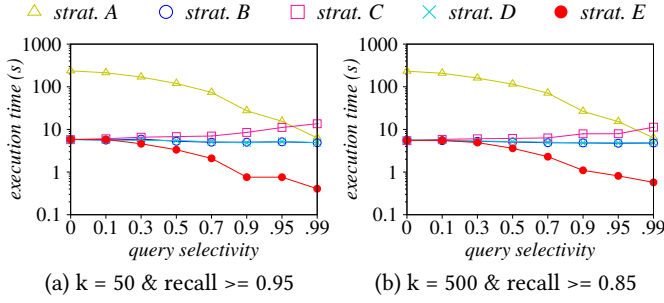 strat. A strat. B strat. C strat. D strat. E
execution time (s)
1000
100
10
1
0.1
0 0.1 0.3 0.5 0.7 0.9 .95 .99
query selectivity
(a) k = 50 & recall >= 0.95
execution time (s)
1000
100
10
1
0.1
0 0.1 0.3 0.5 0.7 0.9 .95 .99
query selectivity
(b) k = 500 & recall >= 0.85